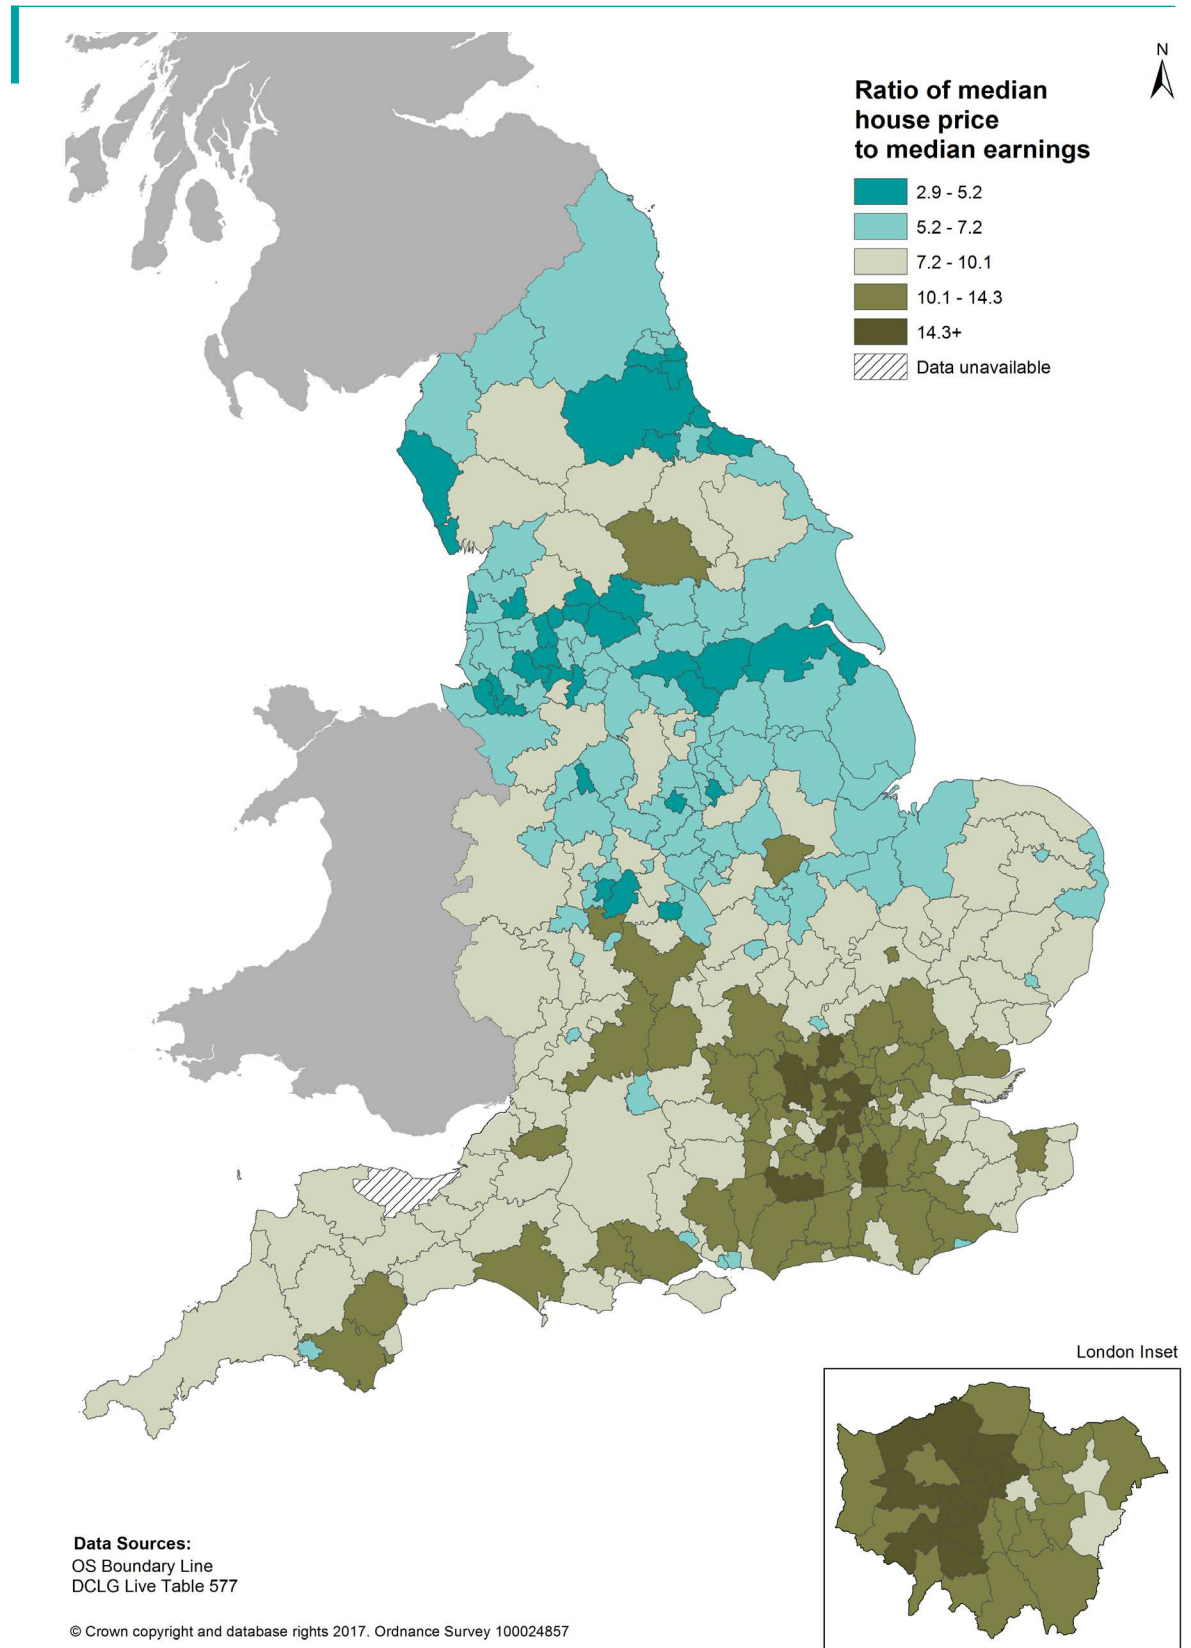 N
Ratio of median
house price
to median earnings
2.9 - 5.2
5.2 - 7.2
7.2 - 10.1
10.1 - 14.3
14.3+
Data unavailable
London Inset
Data Sources:
OS Boundary Line
DCLG Live Table 577
© Crown copyright and database rights 2017. Ordnance Survey 100024857